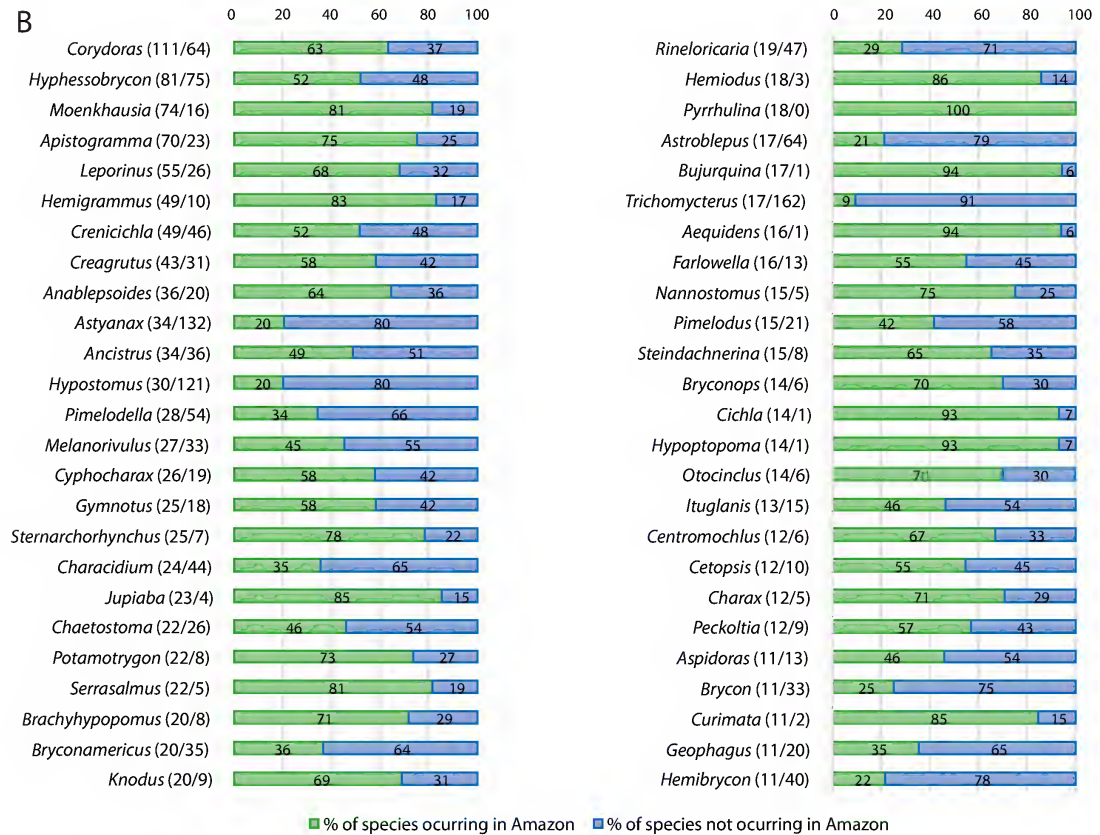 B
0 20 40 60 80 100
Corydoras (111/64) 63 37
Hyphessobrycon (81/75) 52 48
Moenkhausia (74/16) 81 19
Apistogramma (70/23) 75 25
Leporinus (55/26) 68 32
Hemigrammus (49/10) 83 17
Crenicichla (49/46) 52 48
Creagrutus (43/31) 58 42
Anablepsoides (36/20) 64 36
Astyanax (34/132) 20 80
Ancistrus (34/36) 49 51
Hypostomus (30/121) 20 80
Pimelodella (28/54) 34 66
Melanorivulus (27/33) 45 55
Cyphocharax (26/19) 58 42
Gymnotus (25/18) 58 42
Sternarchorhynchus (25/7) 78 22
Characidium (24/44) 35 65
Jupiaba (23/4) 85 15
Chaetostoma (22/26) 46 54
Potamotrygon (22/8) 73 27
Serrasalmus (22/5) 81 19
Brachyhypopomus (20/8) 71 29
Bryconamericus (20/35) 36 64
Knodus (20/9) 69 31
0 20 40 60 80 100
Rineloricaria (19/47) 29 71
Hemiodus (18/3) 86 14
Pyrrhulina (18/0) 100
Astroblepus (17/64) 21 79
Bujurquina (17/1) 94 6
Trichomycterus (17/162) 9 91
Aequidens (16/1) 94 6
Farlowella (16/13) 55 45
Nannostomus (15/5) 75 25
Pimelodus (15/21) 42 58
Steindachnerina (15/8) 65 35
Bryconops (14/6) 70 30
Cichla (14/1) 93 7
Hypoptopoma (14/1) 93 7
Otocinclus (14/6) 30
Ituglanis (13/15) 46 54
Centromochlus (12/6) 67 33
Cetopsis (12/10) 55 45
Charax (12/5) 71 29
Peckoltia (12/9) 57 43
Aspidoras (11/13) 46 54
Brycon (11/33) 25 75
Curimata (11/2) 85 15
Geophagus (11/20) 35 65
Hemibrycon (11/40) 22 78
% of species ocurring in Amazon % of species not ocurring in Amazon